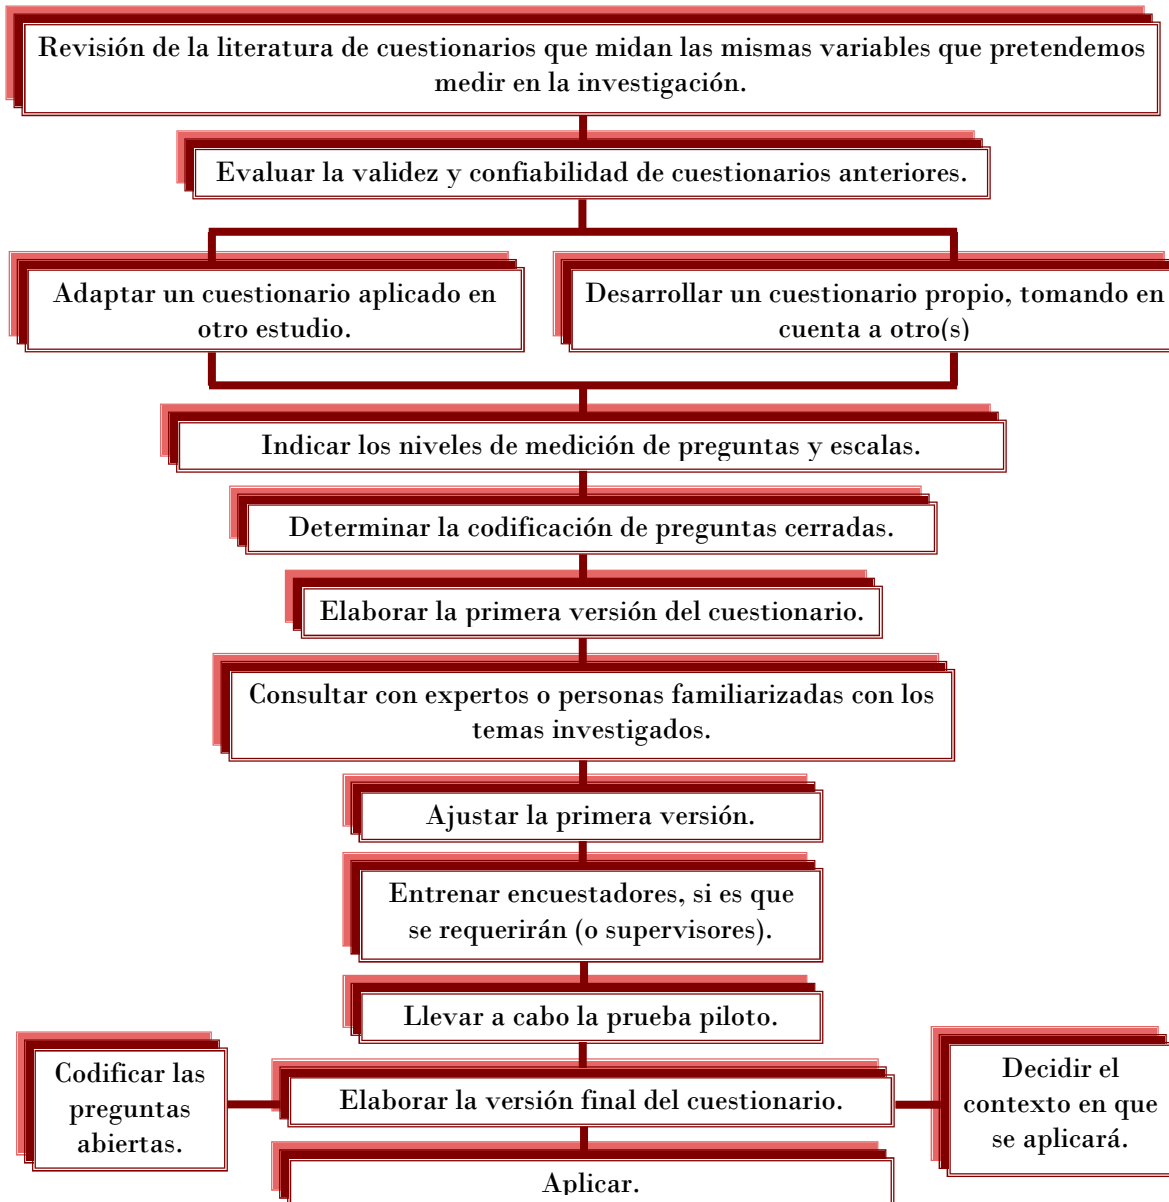 Revisión de la literatura de cuestionarios que midan las mismas variables que pretendemos
medir en la investigación.
Evaluar la validez y confiabilidad de cuestionarios anteriores.
Adaptar un cuestionario aplicado en
otro estudio.
Desarrollar un cuestionario propio, tomando en
cuenta a otro(s)
Indicar los niveles de medición de preguntas y escalas.
Determinar la codificación de preguntas cerradas.
Elaborar la primera versión del cuestionario.
Consultar con expertos o personas familiarizadas con los
temas investigados.
Ajustar la primera versión.
Entrenar encuestadores, si es que
se requerirán (o supervisores).
Llevar a cabo la prueba piloto.
Codificar las
preguntas
abiertas.
Elaborar la versión final del cuestionario.
Decidir el
contexto en que
se aplicará.
Aplicar.